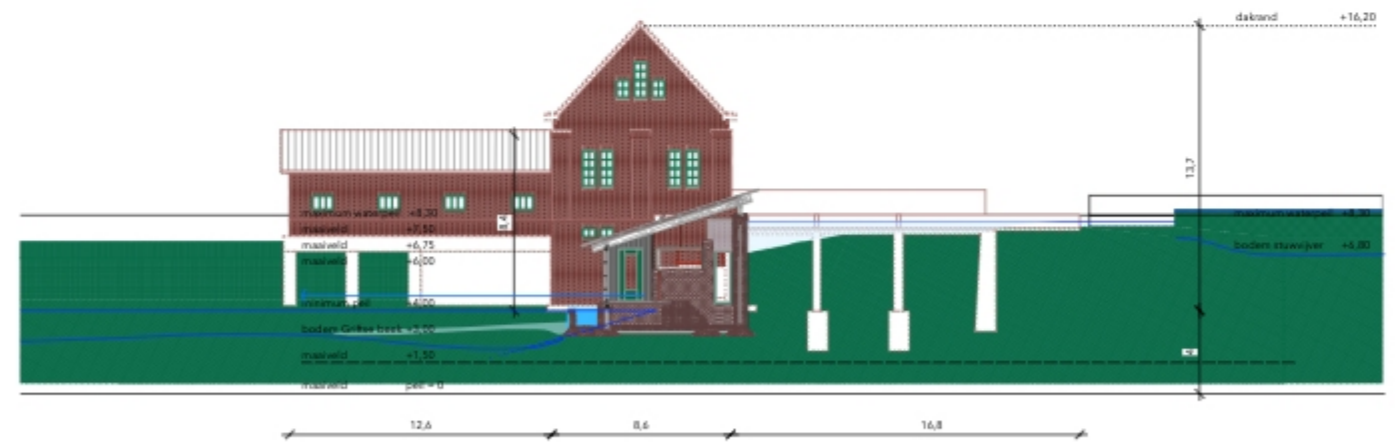 dakrand +16,20
13,7
maximum waterpeil +8,30
maaiveld +7,50
8,4
maaiveld +6,75
maaiveld +6,00
maximum waterpeil +8,30
bodem stuwvijver +6,80
minimum peil +4,00
bodem Griftse beek +3,00
maaiveld +1,50
maaiveld peil = 0
12,6
8,6
16,8